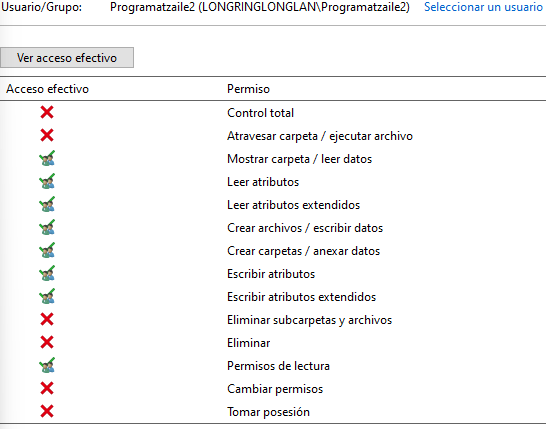 Usuario/Grupo: Programatzaile2 (LONGRINGLONGLAN\Programatzaile2) Seleccionar un usuario
Ver acceso efectivo
Acceso efectivo Permiso
Control total
Atravesar carpeta / ejecutar archivo
Mostrar carpeta / leer datos
Leer atributos
Leer atributos extendidos
Crear archivos / escribir datos
Crear carpetas / anexar datos
Escribir atributos
Escribir atributos extendidos
Eliminar subcarpetas y archivos
Eliminar
Permisos de lectura
Cambiar permisos
Tomar posesión